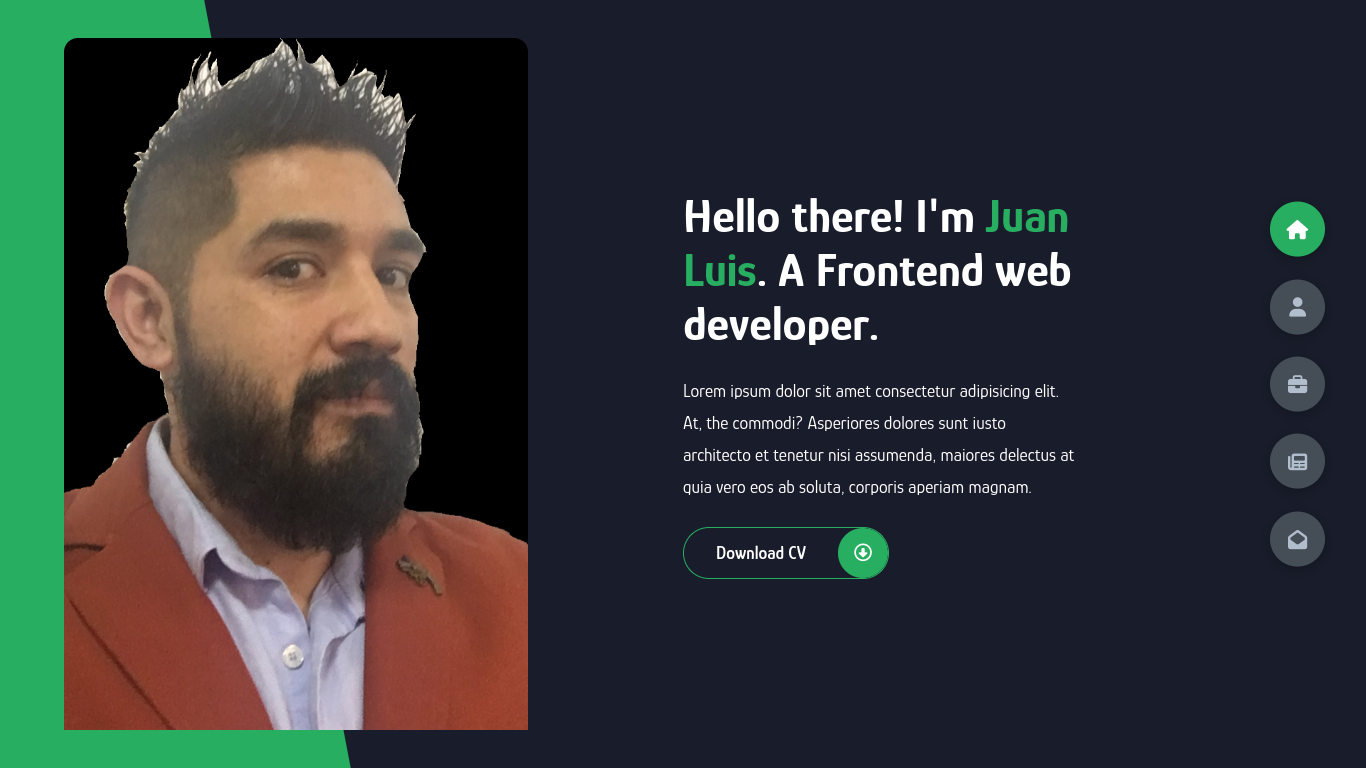 Hello there! I'm Juan
Luis. A Frontend web
developer.
Lorem ipsum dolor sit amet consectetur adipisicing elit.
At, the commodi? Asperiores dolores sunt iusto
architecto et tenetur nisi assumenda, maiores delectus at
quia vero eos ab soluta, corporis aperiam magnam.
Download CV